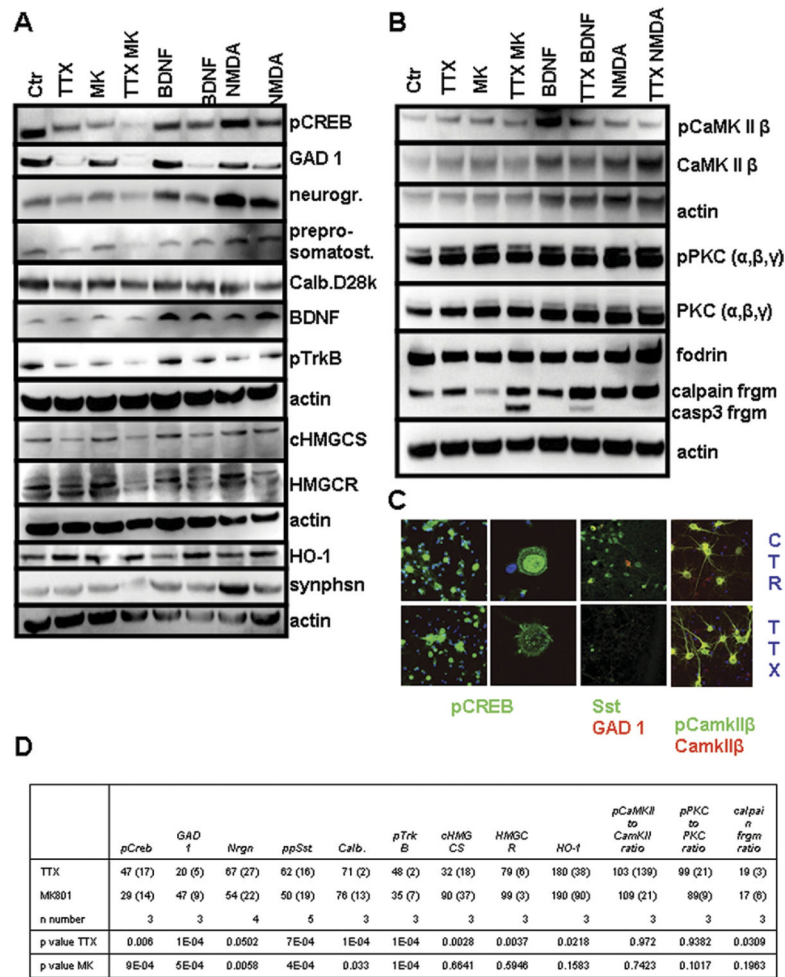 A
Ctr
TTX
MK
TTX MK
BDNF
BDNF
NMDA
NMDA
pCREB
GAD 1
neurogr.
prepro-
somatost.
Calb.D28k
BDNF
pTrkB
actin
cHMGCS
HMGCR
actin
HO-1
synphsn
actin
B
Ctr
TTX
MK
TTX MK
BDNF
TTX BDNF
NMDA
TTX NMDA
pCaMK II β
CaMK II β
actin
pPKC (α,β,γ)
PKC (α,β,γ)
fodrin
calpain frgm
casp3 frgm
actin
C
C
T
R
T
T
X
pCREB
Sst
GAD 1
pCamkIIβ
CamkIIβ
D
pCreb GAD 1 Nrgn ppSst Calb. pTrk B cHMG CS HMGC R HO-1 pCaMKII to CamKII ratio pPKC to PKC ratio calpai n frgm ratio
TTX 47 (17) 20 (5) 67 (27) 62 (16) 71 (2) 48 (2) 32 (18) 79 (6) 180 (38) 103 (139) 99 (21) 19 (3)
MK801 29 (14) 47 (9) 54 (22) 50 (19) 76 (13) 35 (7) 90 (37) 99 (3) 190 (90) 109 (21) 89(9) 17 (6)
n number 3 3 4 5 3 3 3 3 3 3 3 3
p value TTX 0.006 1E-04 0.0502 7E-04 1E-04 1E-04 0.0028 0.0037 0.0218 0.972 0.9382 0.0309
p value MK 9E-04 5E-04 0.0058 4E-04 0.033 1E-04 0.6641 0.5946 0.1583 0.7423 0.1017 0.1963